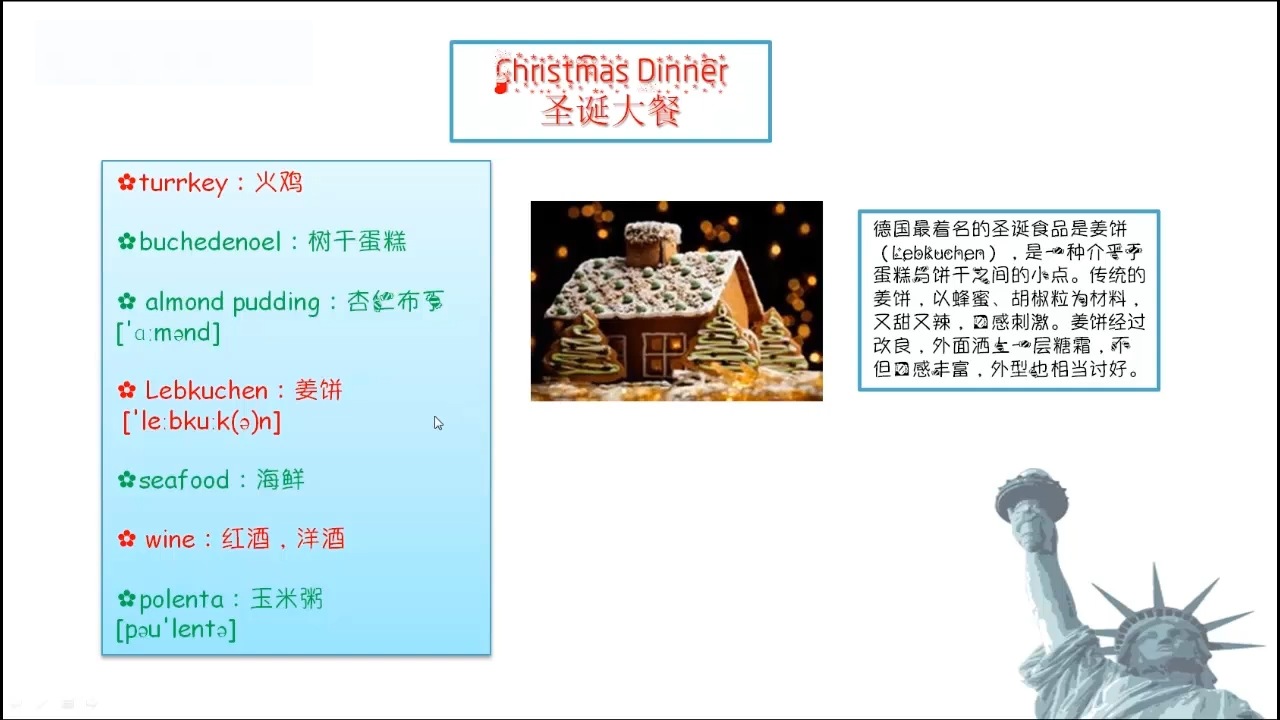 Christmas Dinner
圣诞大餐
✿turrkey：火鸡
✿buchedenoel：树干蛋糕
✿ almond pudding：杏仁布丁
[ˈɑːmənd]
✿ Lebkuchen：姜饼
[ˈleːbkuːk(ə)n]
✿seafood：海鲜
✿ wine：红酒，洋酒
✿polenta：玉米粥
[pəuˈlentə]
德国最着名的圣诞食品是姜饼
（Lebkuchen），是一种介乎于
蛋糕与饼干之间的小点。传统的
姜饼，以蜂蜜、胡椒粒为材料，
又甜又辣，口感刺激。姜饼经过
改良，外面洒上一层糖霜，不
但口感丰富，外型也相当讨好。